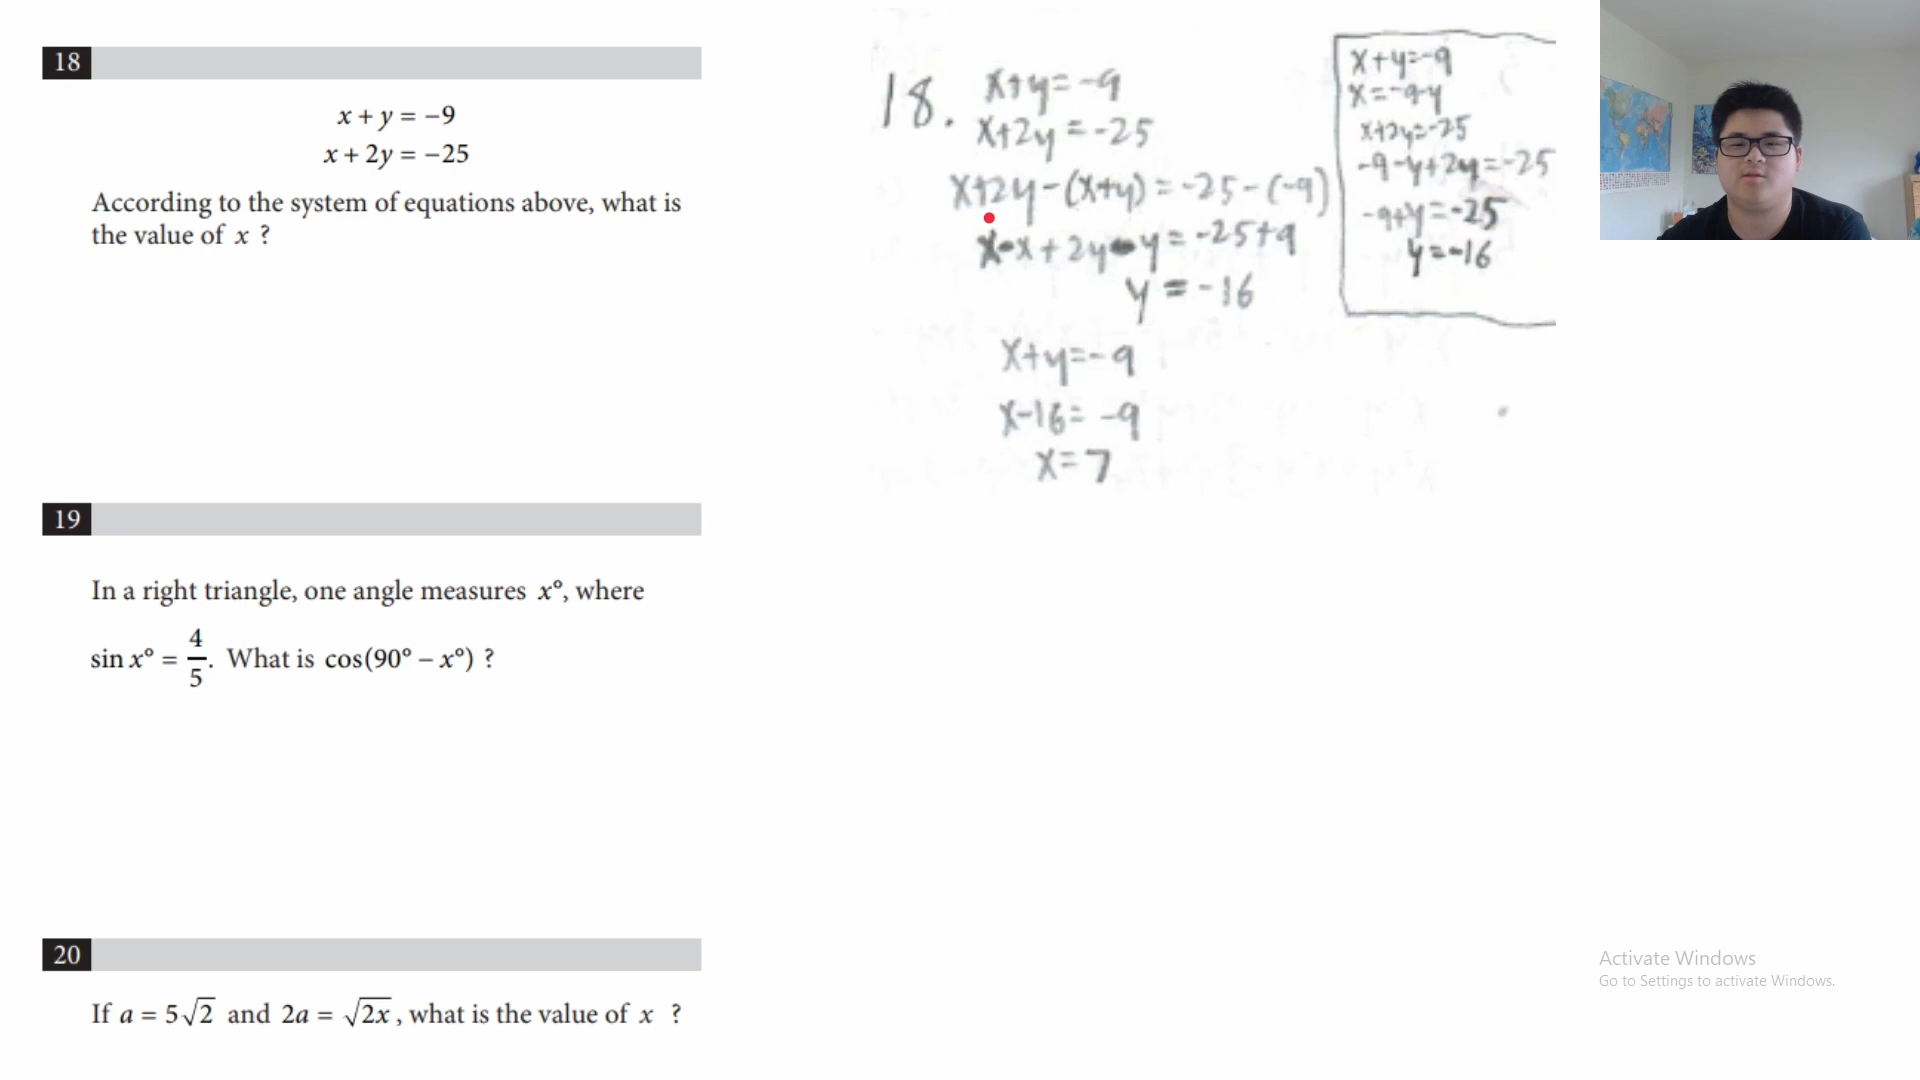 18
x + y = −9
x + 2y = −25
According to the system of equations above, what is
the value of x ?
19
In a right triangle, one angle measures x°, where
sin x° = 4/5. What is cos(90° − x°) ?
20
If a = 5√2 and 2a = √2x, what is the value of x ?
18.
x+y=-9
x+2y=-25
x+2y-(x+y)=-25-(-9)
x-x+2y-y=-25+9
y=-16
x+y=-9
x-16=-9
x=7
x+y=-9
x=-9-y
x+2y=-25
-9-y+2y=-25
-9+y=-25
y=-16
Activate Windows
Go to Settings to activate Windows.